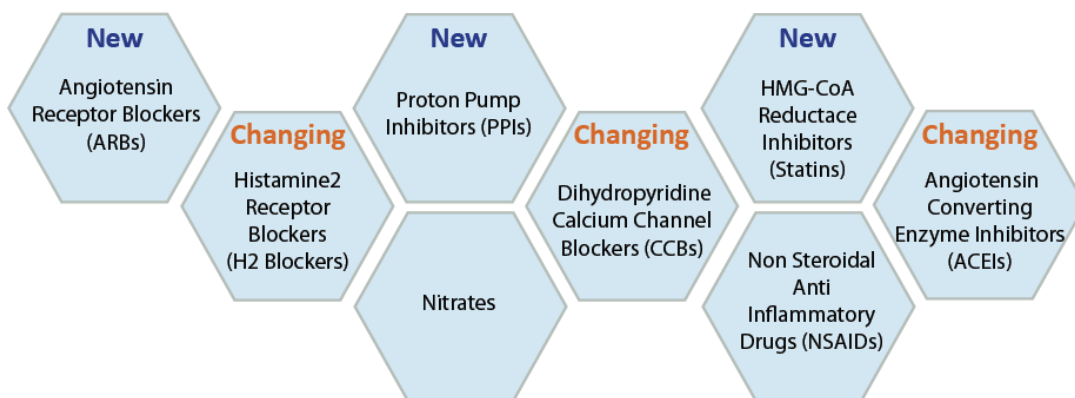 New
Angiotensin
Receptor Blockers
(ARBs)
Changing
Histamine2
Receptor
Blockers
(H2 Blockers)
New
Proton Pump
Inhibitors (PPIs)
Nitrates
Changing
Dihydropyridine
Calcium Channel
Blockers (CCBs)
New
HMG-CoA
Reductace
Inhibitors
(Statins)
Non Steroidal
Anti
Inflammatory
Drugs (NSAIDs)
Changing
Angiotensin
Converting
Enzyme Inhibitors
(ACEIs)